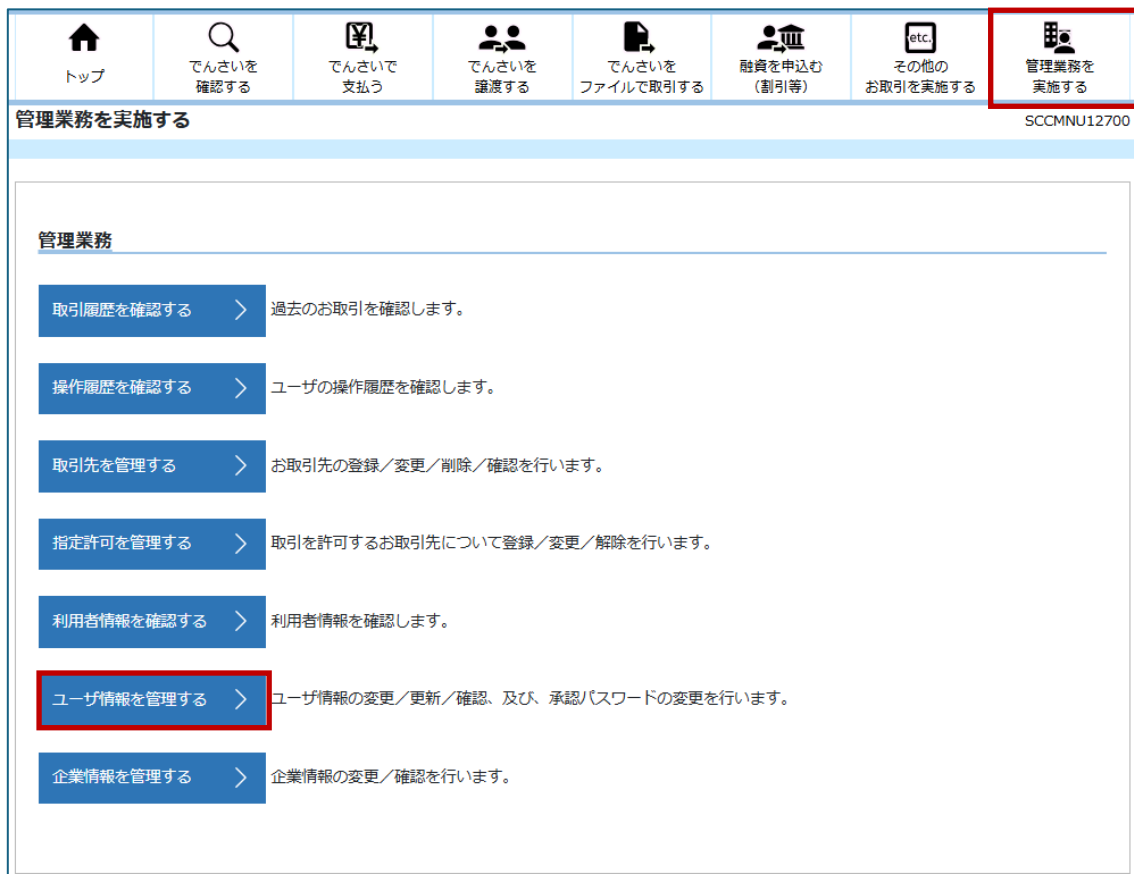 トップ
でんさいを
確認する
でんさいで
支払う
でんさいを
譲渡する
でんさいを
ファイルで取引する
融資を申込む
(割引等)
etc.
その他の
お取引を実施する
管理業務を
実施する
管理業務を実施する
SCCMNU12700
管理業務
取引履歴を確認する 過去のお取引を確認します。
操作履歴を確認する ユーザの操作履歴を確認します。
取引先を管理する お取引先の登録／変更／削除／確認を行います。
指定許可を管理する 取引を許可するお取引先について登録／変更／解除を行います。
利用者情報を確認する 利用者情報を確認します。
ユーザ情報を管理する ユーザ情報の変更／更新／確認、及び、承認パスワードの変更を行います。
企業情報を管理する 企業情報の変更／確認を行います。